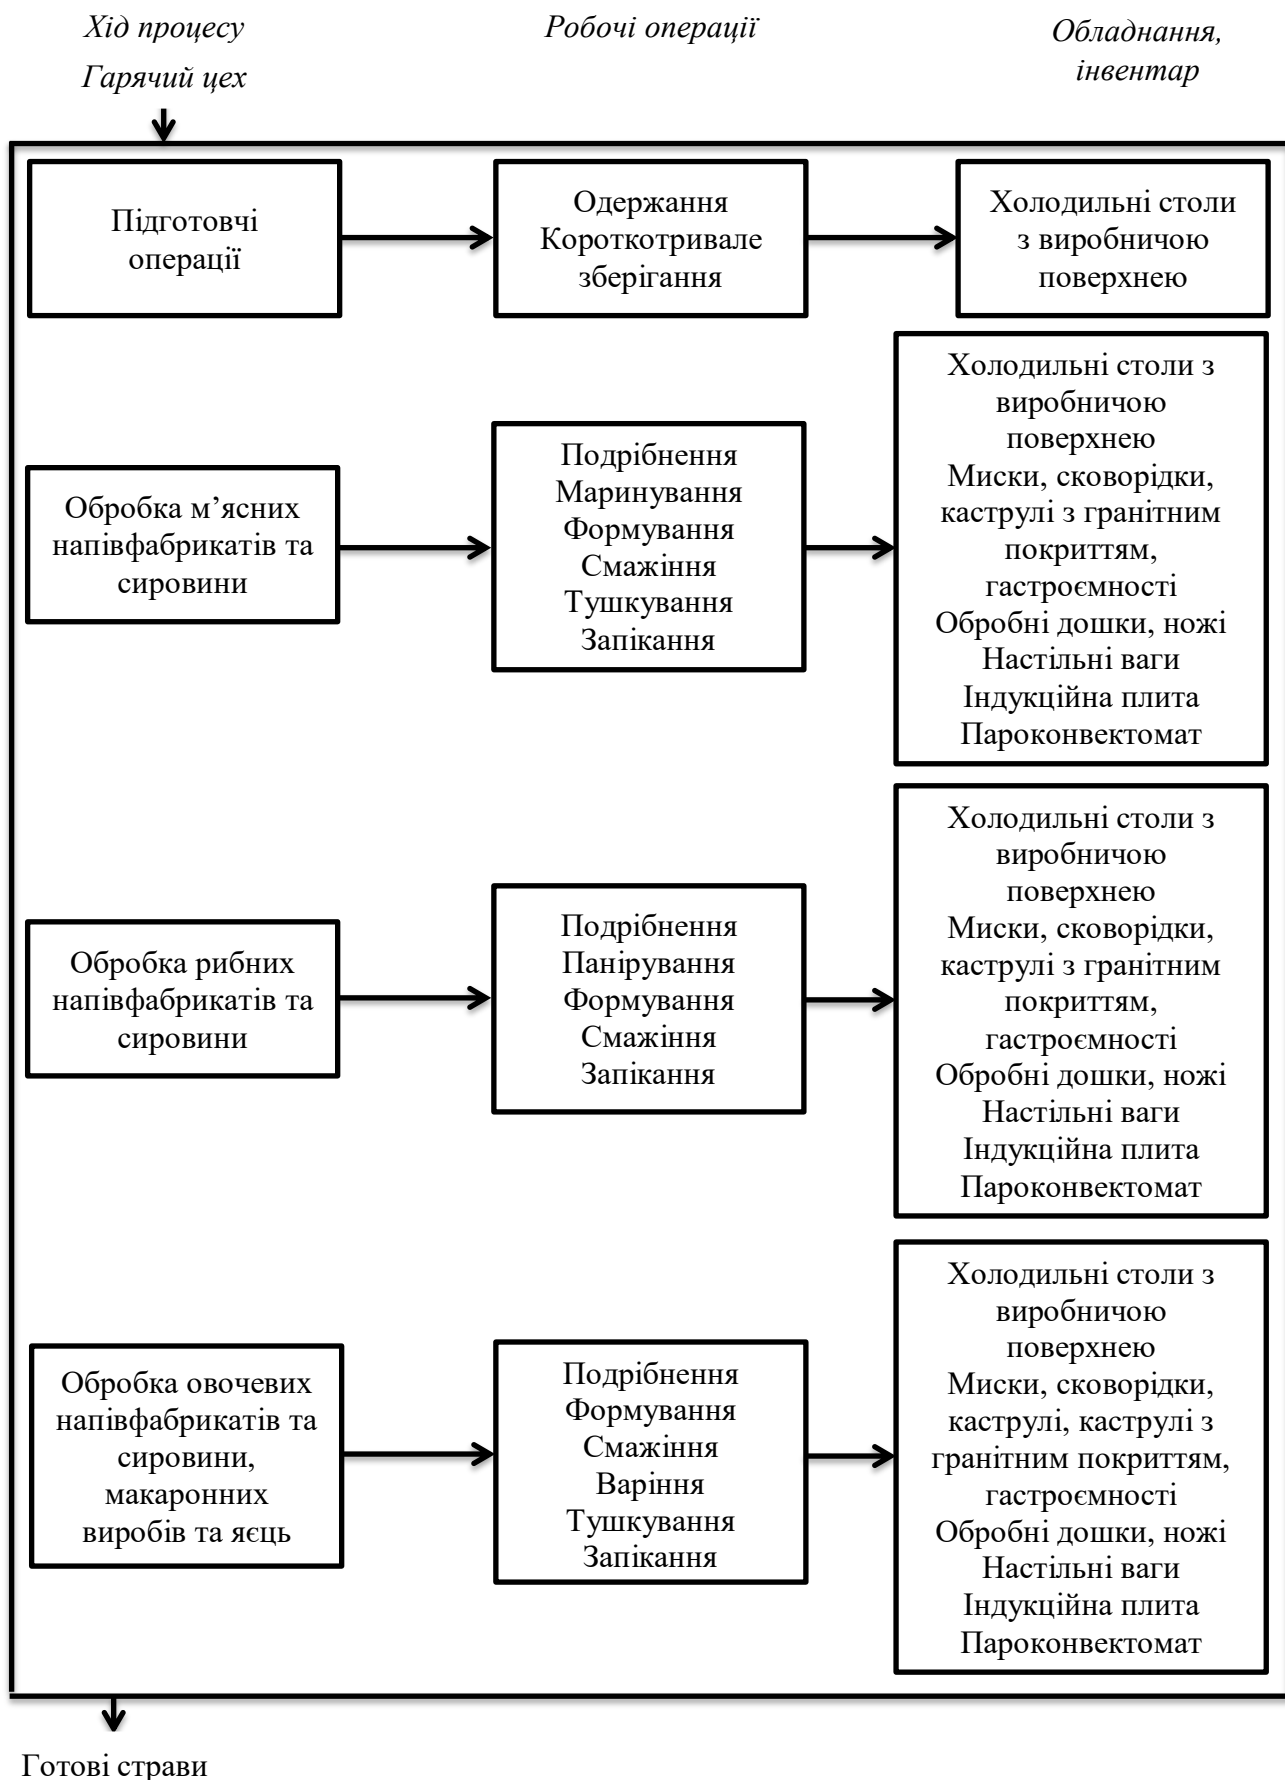 Хід процесу
Гарячий цех
Робочі операції
Обладнання,
інвентар
Підготовчі
операції
Одержання
Короткотривале
зберігання
Холодильні столи
з виробничою
поверхнею
Обробка м’ясних
напівфабрикатів та
сировини
Подрібнення
Маринування
Формування
Смажіння
Тушкування
Запікання
Холодильні столи з
виробничою
поверхнею
Миски, сковорідки,
каструлі з гранітним
покриттям,
гастроємності
Обробні дошки, ножі
Настільні ваги
Індукційна плита
Пароконвектомат
Обробка рибних
напівфабрикатів та
сировини
Подрібнення
Панірування
Формування
Смажіння
Запікання
Холодильні столи з
виробничою
поверхнею
Миски, сковорідки,
каструлі з гранітним
покриттям,
гастроємності
Обробні дошки, ножі
Настільні ваги
Індукційна плита
Пароконвектомат
Обробка овочевих
напівфабрикатів та
сировини,
макаронних
виробів та яєць
Подрібнення
Формування
Смажіння
Варіння
Тушкування
Запікання
Холодильні столи з
виробничою
поверхнею
Миски, сковорідки,
каструлі, каструлі з
гранітним покриттям,
гастроємності
Обробні дошки, ножі
Настільні ваги
Індукційна плита
Пароконвектомат
Готові страви